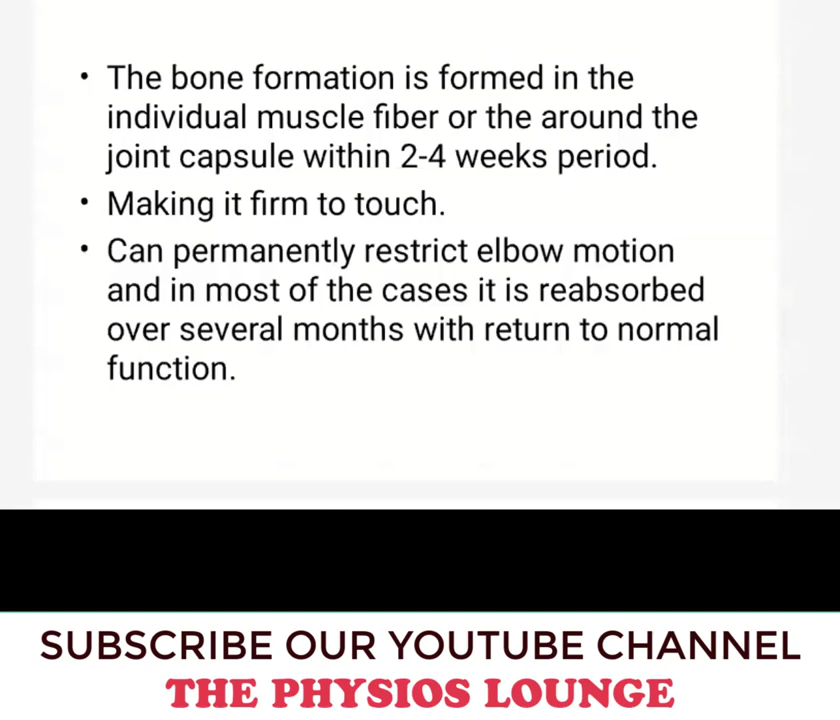 • The bone formation is formed in the
individual muscle fiber or the around the
joint capsule within 2-4 weeks period.
• Making it firm to touch.
• Can permanently restrict elbow motion
and in most of the cases it is reabsorbed
over several months with return to normal
function.
SUBSCRIBE OUR YOUTUBE CHANNEL
THE PHYSIOS LOUNGE